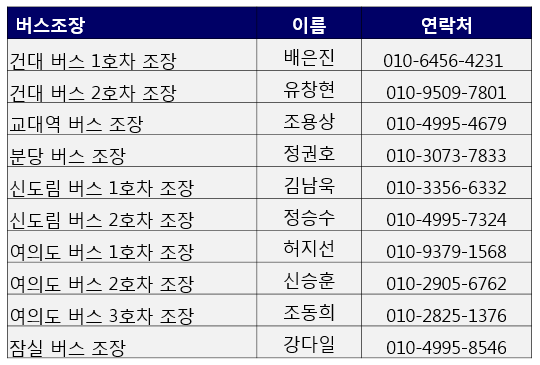 버스조장 이름 연락처
건대 버스 1호차 조장 배은진 010-6456-4231
건대 버스 2호차 조장 유창현 010-9509-7801
교대역 버스 조장 조용상 010-4995-4679
분당 버스 조장 정권호 010-3073-7833
신도림 버스 1호차 조장 김남욱 010-3356-6332
신도림 버스 2호차 조장 정승수 010-4995-7324
여의도 버스 1호차 조장 허지선 010-9379-1568
여의도 버스 2호차 조장 신승훈 010-2905-6762
여의도 버스 3호차 조장 조동희 010-2825-1376
잠실 버스 조장 강다일 010-4995-8546